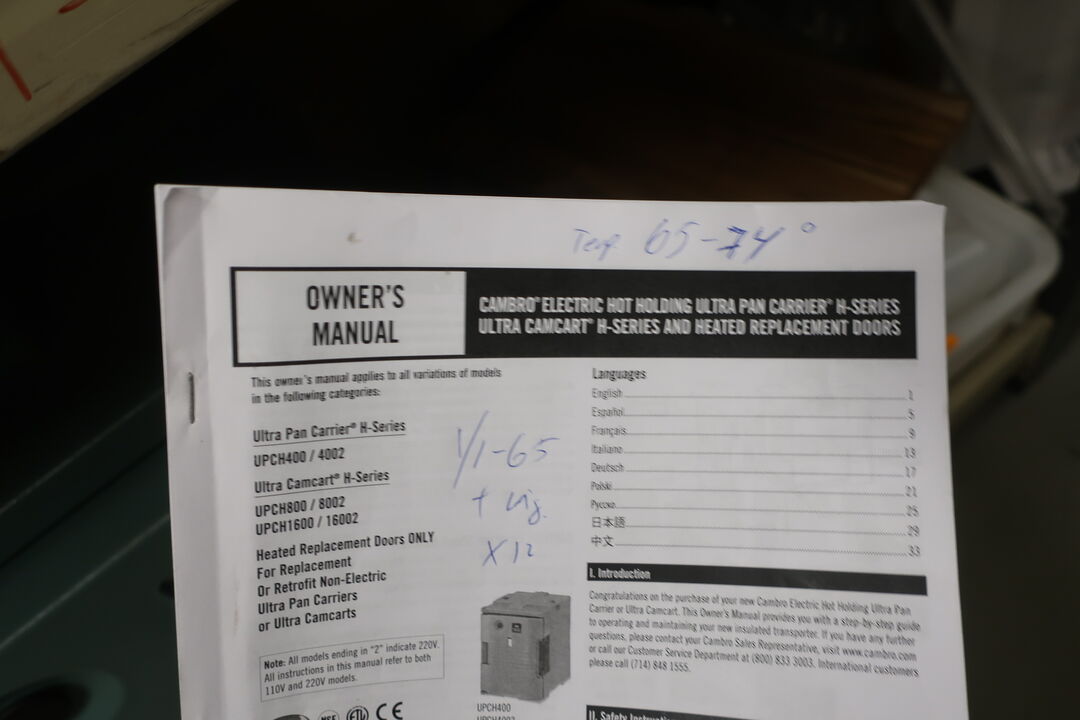 Temp. 65-74°
OWNER'S
MANUAL
CAMBRO® ELECTRIC HOT HOLDING ULTRA PAN CARRIER® H-SERIES
ULTRA CAMCART® H-SERIES AND HEATED REPLACEMENT DOORS
This owner's manual applies to all variations of models
in the following categories:
Ultra Pan Carrier® H-Series
UPCH400 / 4002
Ultra Camcart® H-Series
UPCH800 / 8002
UPCH1600 / 16002
Heated Replacement Doors ONLY
For Replacement
Or Retrofit Non-Electric
Ultra Pan Carriers
or Ultra Camcarts
Note: All models ending in "2" indicate 220V.
All instructions in this manual refer to both
110V and 220V models.
NSF
ETL
CE
1/1-65
+
X12
UPCH400
UPCH4002
Languages
English 1
Español 5
Français 9
Italiano 13
Deutsch 17
Polski 21
Русско 25
日本語 29
中文 33
I. Introduction
Congratulations on the purchase of your new Cambro Electric Hot Holding Ultra Pan
Carrier or Ultra Camcart. This Owner's Manual provides you with a step-by-step guide
to operating and maintaining your new insulated transporter. If you have any further
questions, please contact your Cambro Sales Representative, visit www.cambro.com
or call our Customer Service Department at (800) 833 3003. International customers
please call (714) 848 1555.
II. Safety Instructi